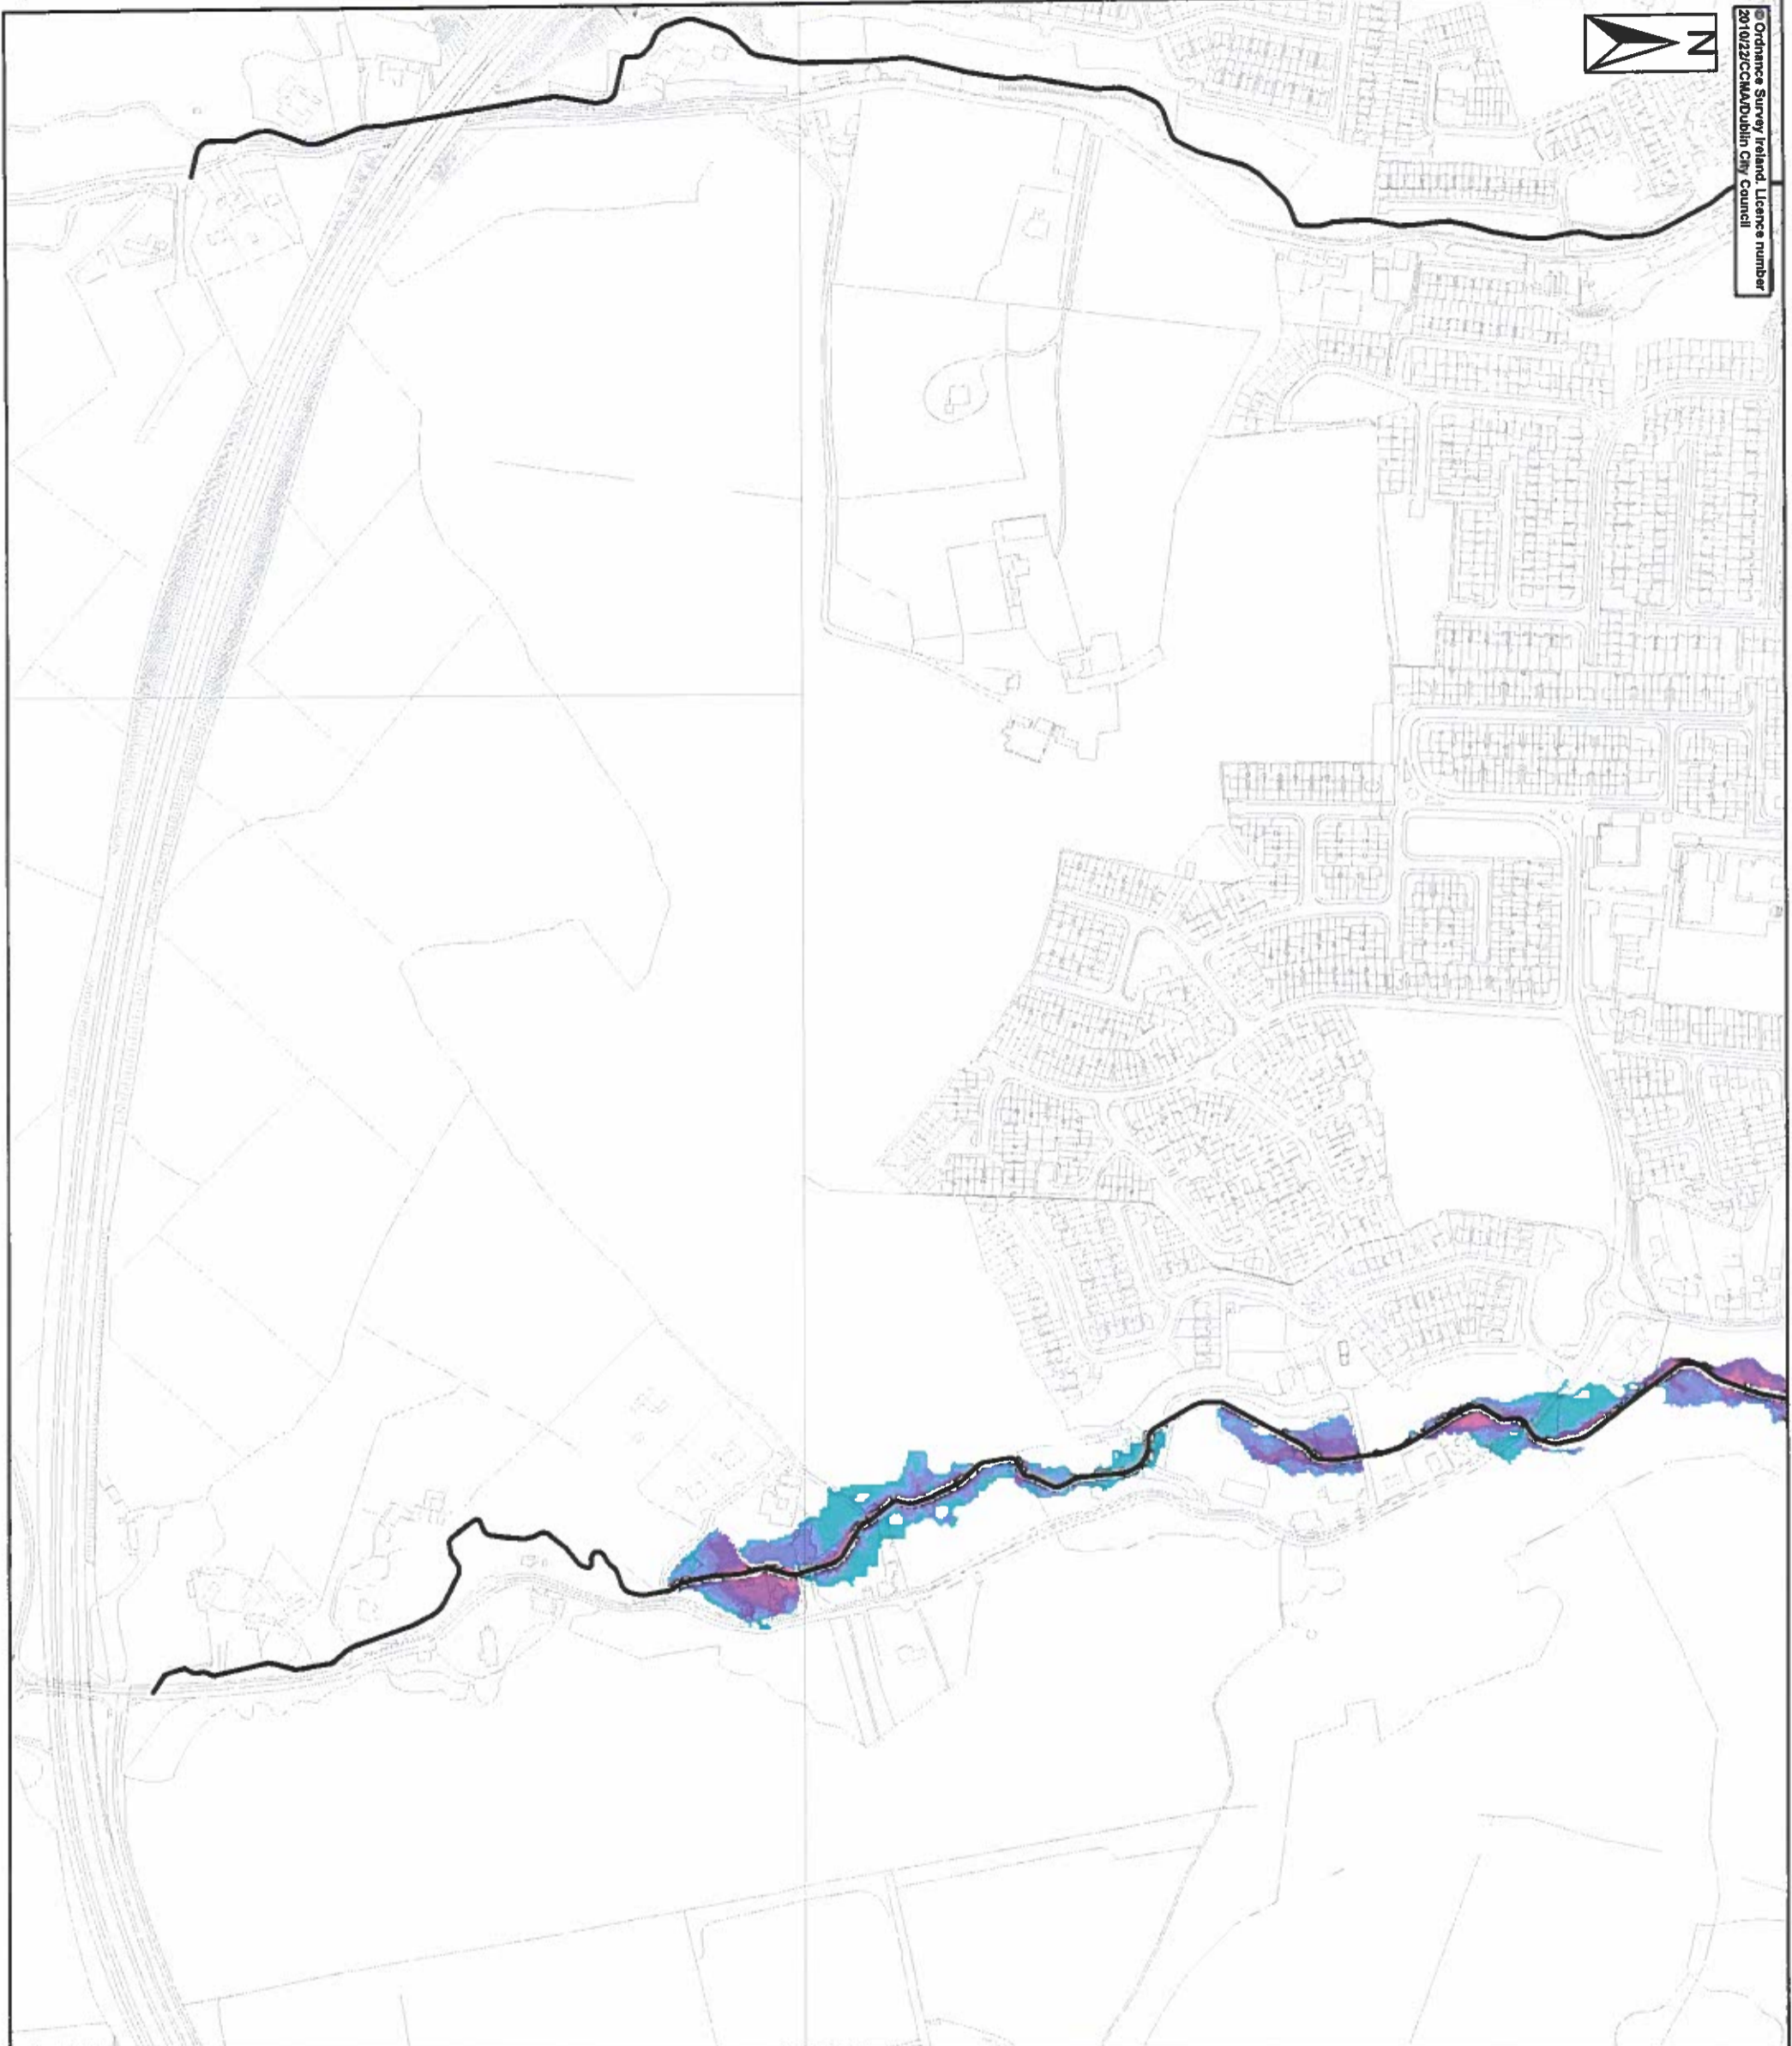 N
© Ordnance Survey Ireland. Licence number
2010/22/CCMA/Dublin City Council